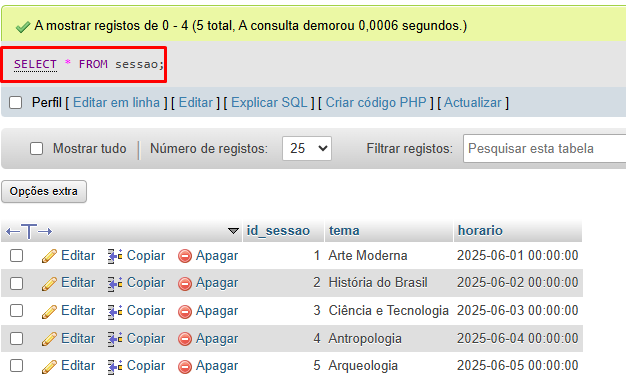 A mostrar registos de 0 - 4 (5 total, A consulta demorou 0,0006 segundos.)
SELECT * FROM sessao;
Perfil [ Editar em linha ] [ Editar ] [ Explicar SQL ] [ Criar código PHP ] [ Actualizar ]
Mostrar tudo Número de registos: 25 Filtrar registos: Pesquisar esta tabela
Opções extra
←T→ id_sessao tema horario
Editar Copiar Apagar 1 Arte Moderna 2025-06-01 00:00:00
Editar Copiar Apagar 2 História do Brasil 2025-06-02 00:00:00
Editar Copiar Apagar 3 Ciência e Tecnologia 2025-06-03 00:00:00
Editar Copiar Apagar 4 Antropologia 2025-06-04 00:00:00
Editar Copiar Apagar 5 Arqueologia 2025-06-05 00:00:00